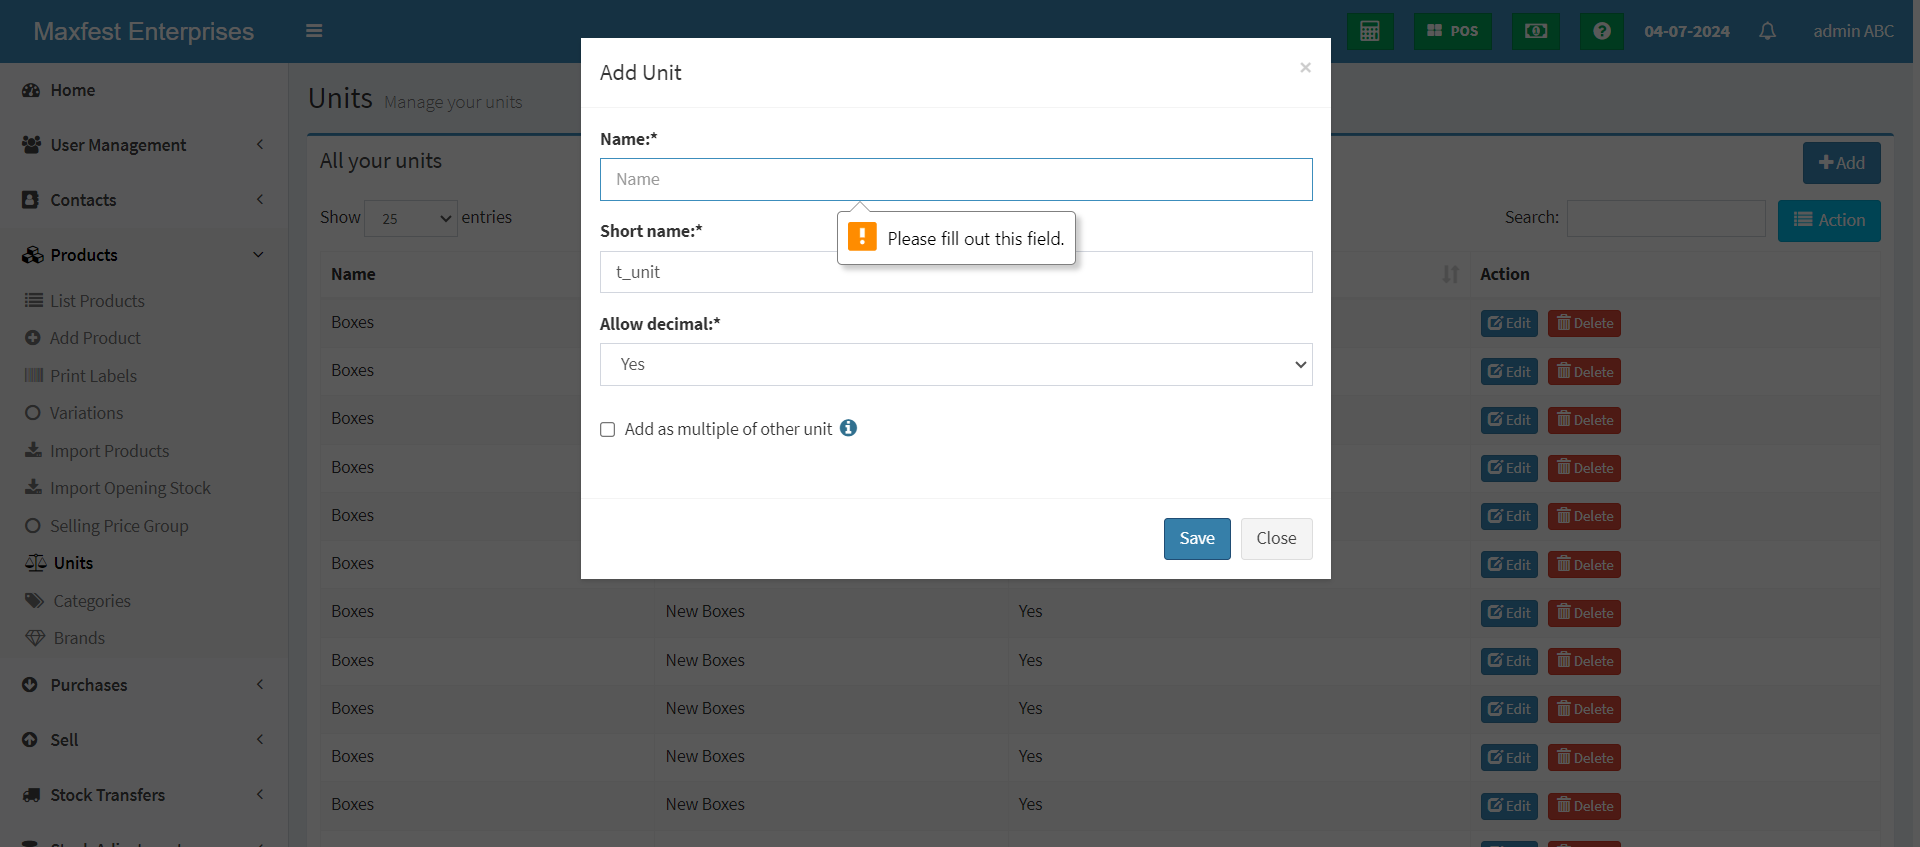 Maxfest Enterprises
POS
04-07-2024
admin ABC
Home
User Management
Contacts
Products
List Products
Add Product
Print Labels
Variations
Import Products
Import Opening Stock
Selling Price Group
Units
Categories
Brands
Purchases
Sell
Stock Transfers
Stock Adjustment
Units Manage your units
All your units
Add
Show 25 entries
Search:
Action
Name
Action
Boxes Edit Delete
Boxes Edit Delete
Boxes Edit Delete
Boxes Edit Delete
Boxes Edit Delete
Boxes Edit Delete
Boxes New Boxes Yes Edit Delete
Boxes New Boxes Yes Edit Delete
Boxes New Boxes Yes Edit Delete
Boxes New Boxes Yes Edit Delete
Boxes New Boxes Yes Edit Delete
Add Unit ×
Name:*
Name
Please fill out this field.
Short name:*
t_unit
Allow decimal:*
Yes
Add as multiple of other unit
Save Close